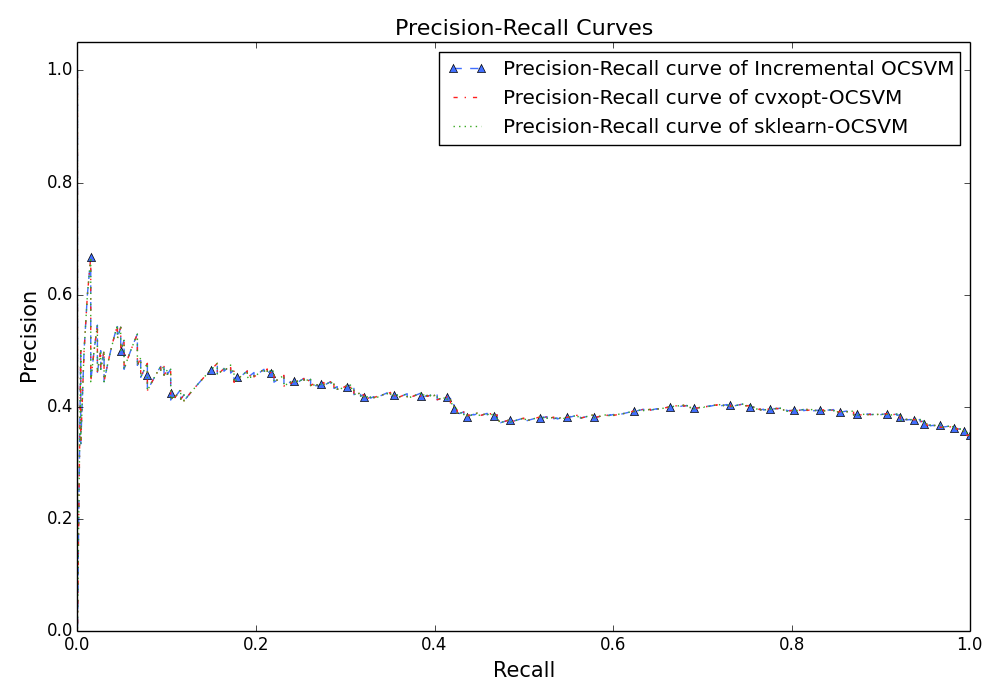 Precision-Recall Curves
Precision-Recall curve of Incremental OCSVM
Precision-Recall curve of cvxopt-OCSVM
Precision-Recall curve of sklearn-OCSVM
1.0
0.8
0.6
0.4
0.2
0.0
Precision
0.0 0.2 0.4 0.6 0.8 1.0
Recall